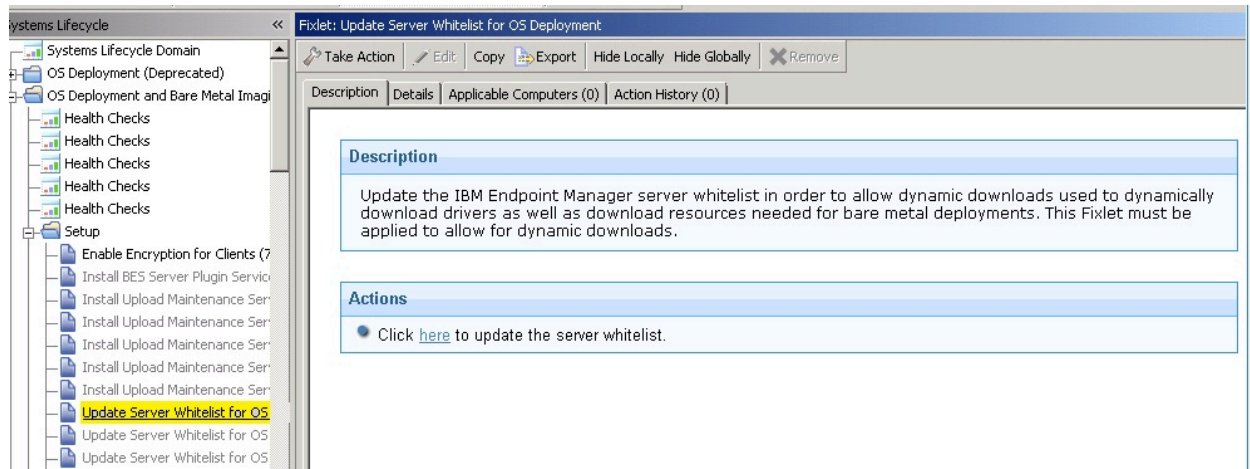 Systems Lifecycle
Systems Lifecycle Domain
OS Deployment (Deprecated)
OS Deployment and Bare Metal Imagi
Health Checks
Health Checks
Health Checks
Health Checks
Health Checks
Setup
Enable Encryption for Clients (7
Install BES Server Plugin Servic
Install Upload Maintenance Ser
Install Upload Maintenance Ser
Install Upload Maintenance Ser
Install Upload Maintenance Ser
Install Upload Maintenance Ser
Update Server Whitelist for OS
Update Server Whitelist for OS
Update Server Whitelist for OS
Fixlet: Update Server Whitelist for OS Deployment
Take Action Edit Copy Export Hide Locally Hide Globally Remove
Description Details Applicable Computers (0) Action History (0)
Description
Update the IBM Endpoint Manager server whitelist in order to allow dynamic downloads used to dynamically
download drivers as well as download resources needed for bare metal deployments. This Fixlet must be
applied to allow for dynamic downloads.
Actions
Click here to update the server whitelist.